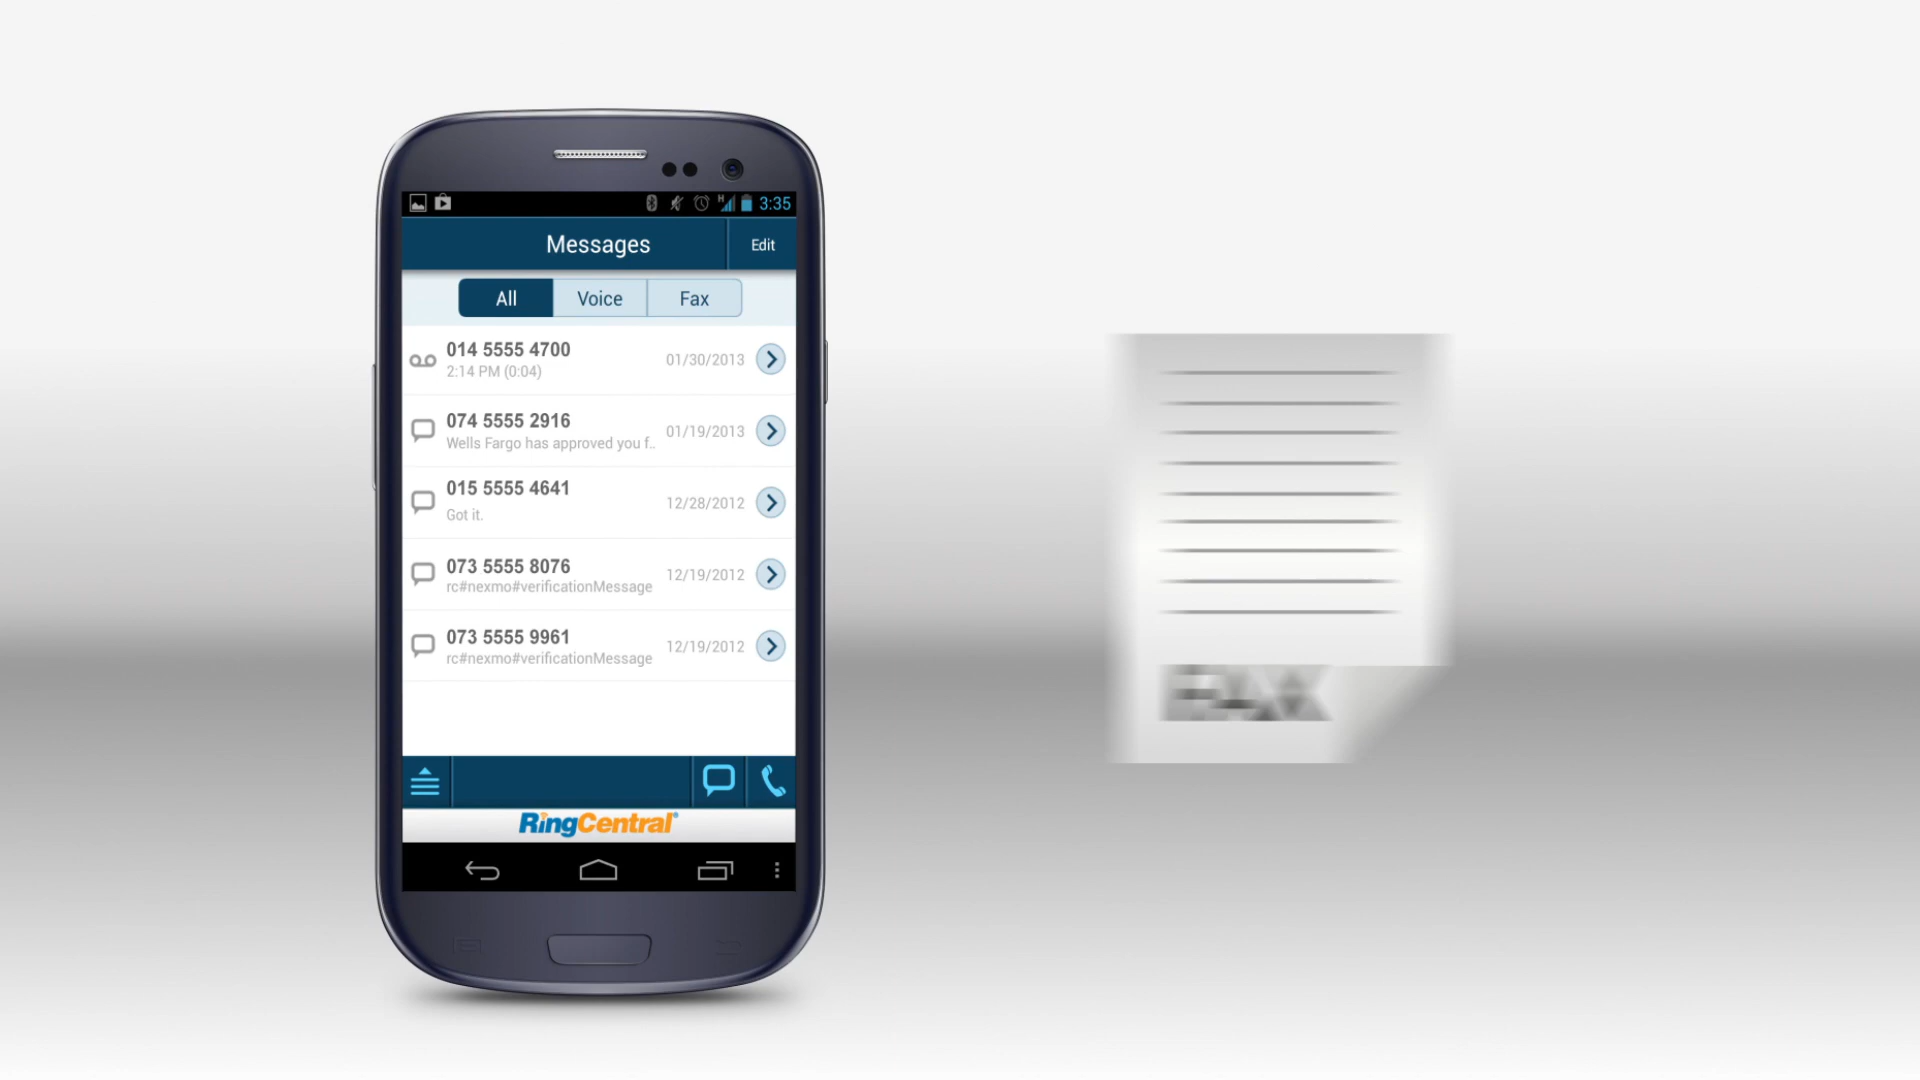 3:35
Messages
Edit
All
Voice
Fax
014 5555 4700
2:14 PM (0:04)
01/30/2013
074 5555 2916
Wells Fargo has approved you f..
01/19/2013
015 5555 4641
Got it.
12/28/2012
073 5555 8076
rc#nexmo#verificationMessage
12/19/2012
073 5555 9961
rc#nexmo#verificationMessage
12/19/2012
RingCentral®
FAX